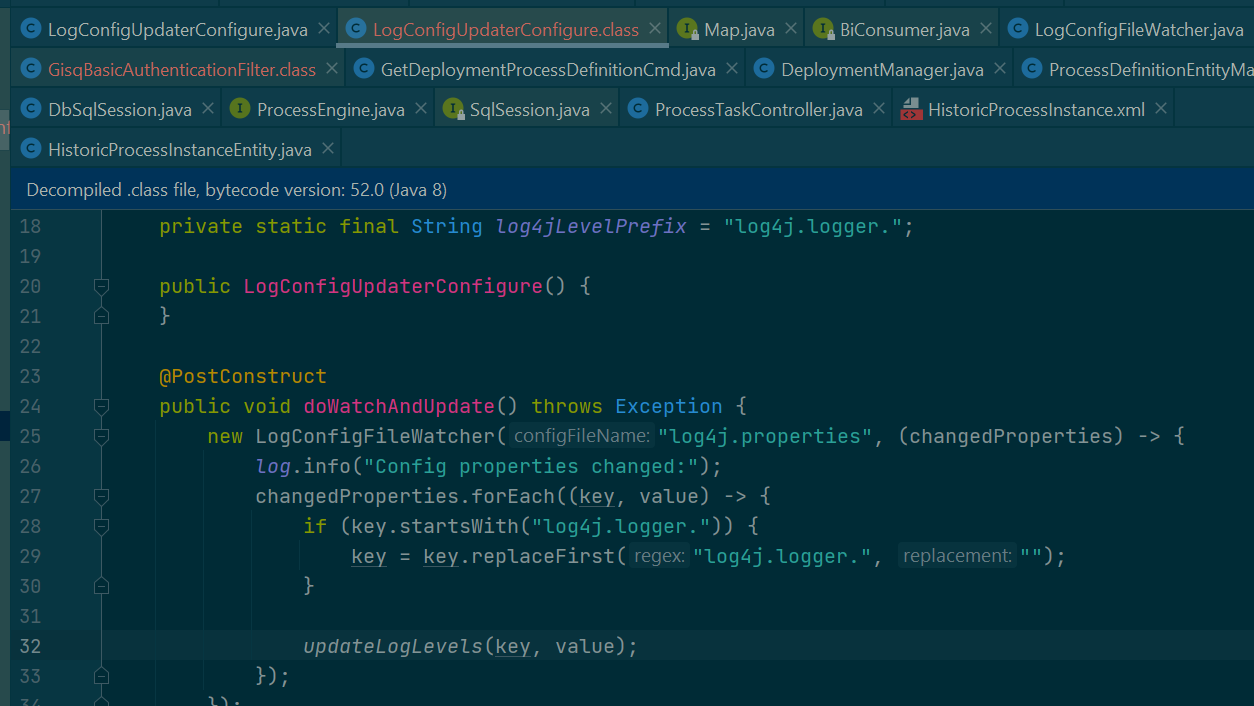 LogConfigUpdaterConfigure.java LogConfigUpdaterConfigure.class Map.java BiConsumer.java LogConfigFileWatcher.java
GisqBasicAuthenticationFilter.class GetDeploymentProcessDefinitionCmd.java DeploymentManager.java ProcessDefinitionEntityMa
DbSqlSession.java ProcessEngine.java SqlSession.java ProcessTaskController.java HistoricProcessInstance.xml
HistoricProcessInstanceEntity.java
Decompiled .class file, bytecode version: 52.0 (Java 8)
18 private static final String log4jLevelPrefix = "log4j.logger.";
19
20 public LogConfigUpdaterConfigure() {
21 }
22
23 @PostConstruct
24 public void doWatchAndUpdate() throws Exception {
25 new LogConfigFileWatcher( configFileName: "log4j.properties", (changedProperties) -> {
26 log.info("Config properties changed:");
27 changedProperties.forEach((key, value) -> {
28 if (key.startsWith("log4j.logger.")) {
29 key = key.replaceFirst( regex: "log4j.logger.", replacement: "");
30 }
31
32 updateLogLevels(key, value);
33 });
34 });